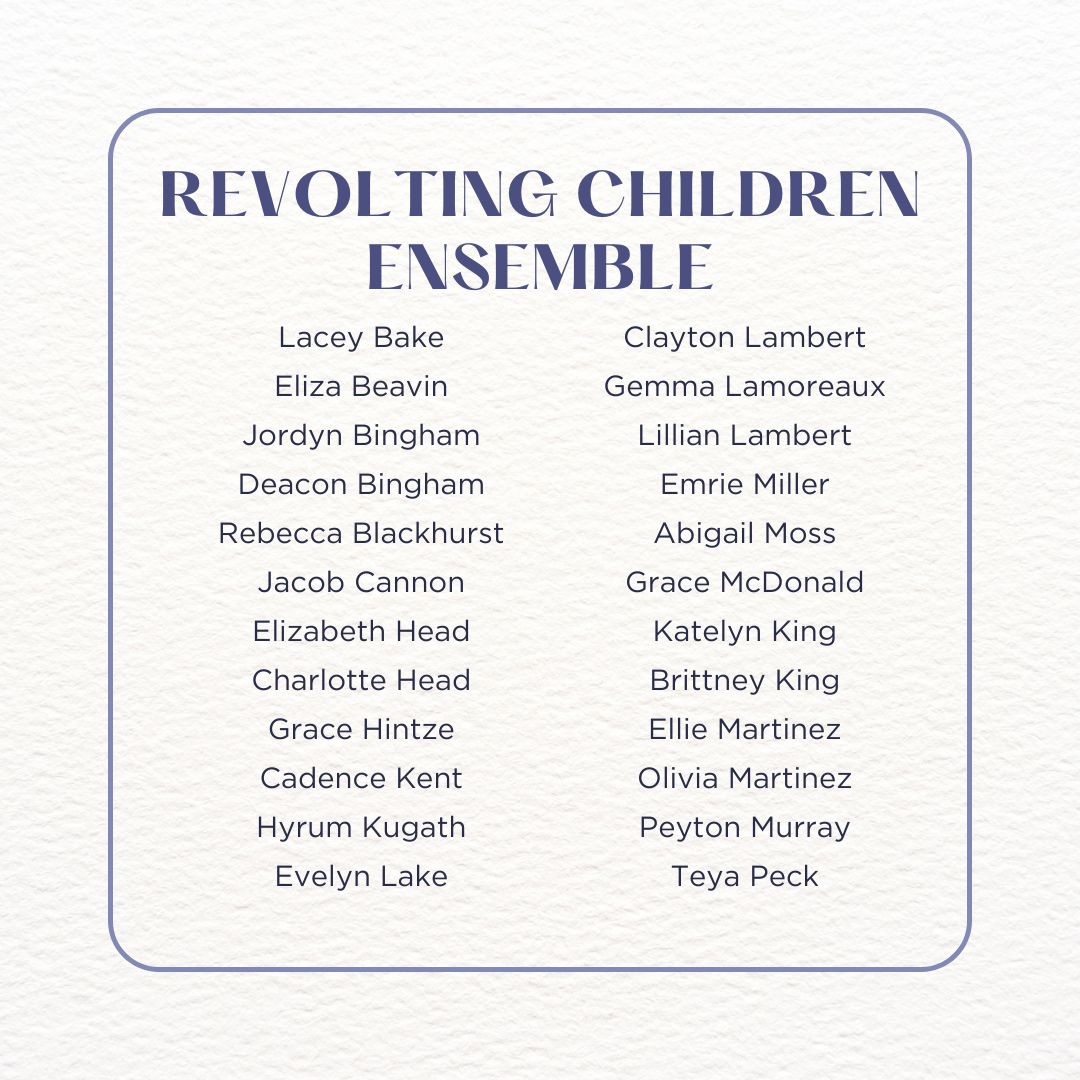 REVOLTING CHILDREN
ENSEMBLE
Lacey Bake
Eliza Beavin
Jordyn Bingham
Deacon Bingham
Rebecca Blackhurst
Jacob Cannon
Elizabeth Head
Charlotte Head
Grace Hintze
Cadence Kent
Hyrum Kugath
Evelyn Lake
Clayton Lambert
Gemma Lamoreaux
Lillian Lambert
Emrie Miller
Abigail Moss
Grace McDonald
Katelyn King
Brittney King
Ellie Martinez
Olivia Martinez
Peyton Murray
Teya Peck